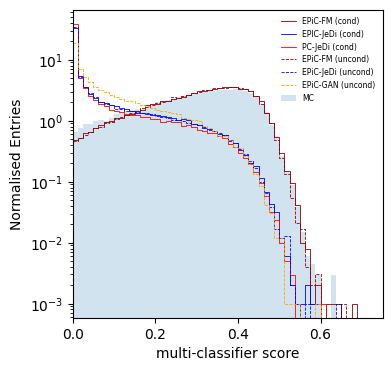 EPiC-FM (cond)
EPIC-JeDi (cond)
PC-JeDi (cond)
EPiC-FM (uncond)
EPiC-JeDi (uncond)
EPiC-GAN (uncond)
MC
Normalised Entries
10¹
10⁰
10⁻¹
10⁻²
10⁻³
0.0 0.2 0.4 0.6
multi-classifier score